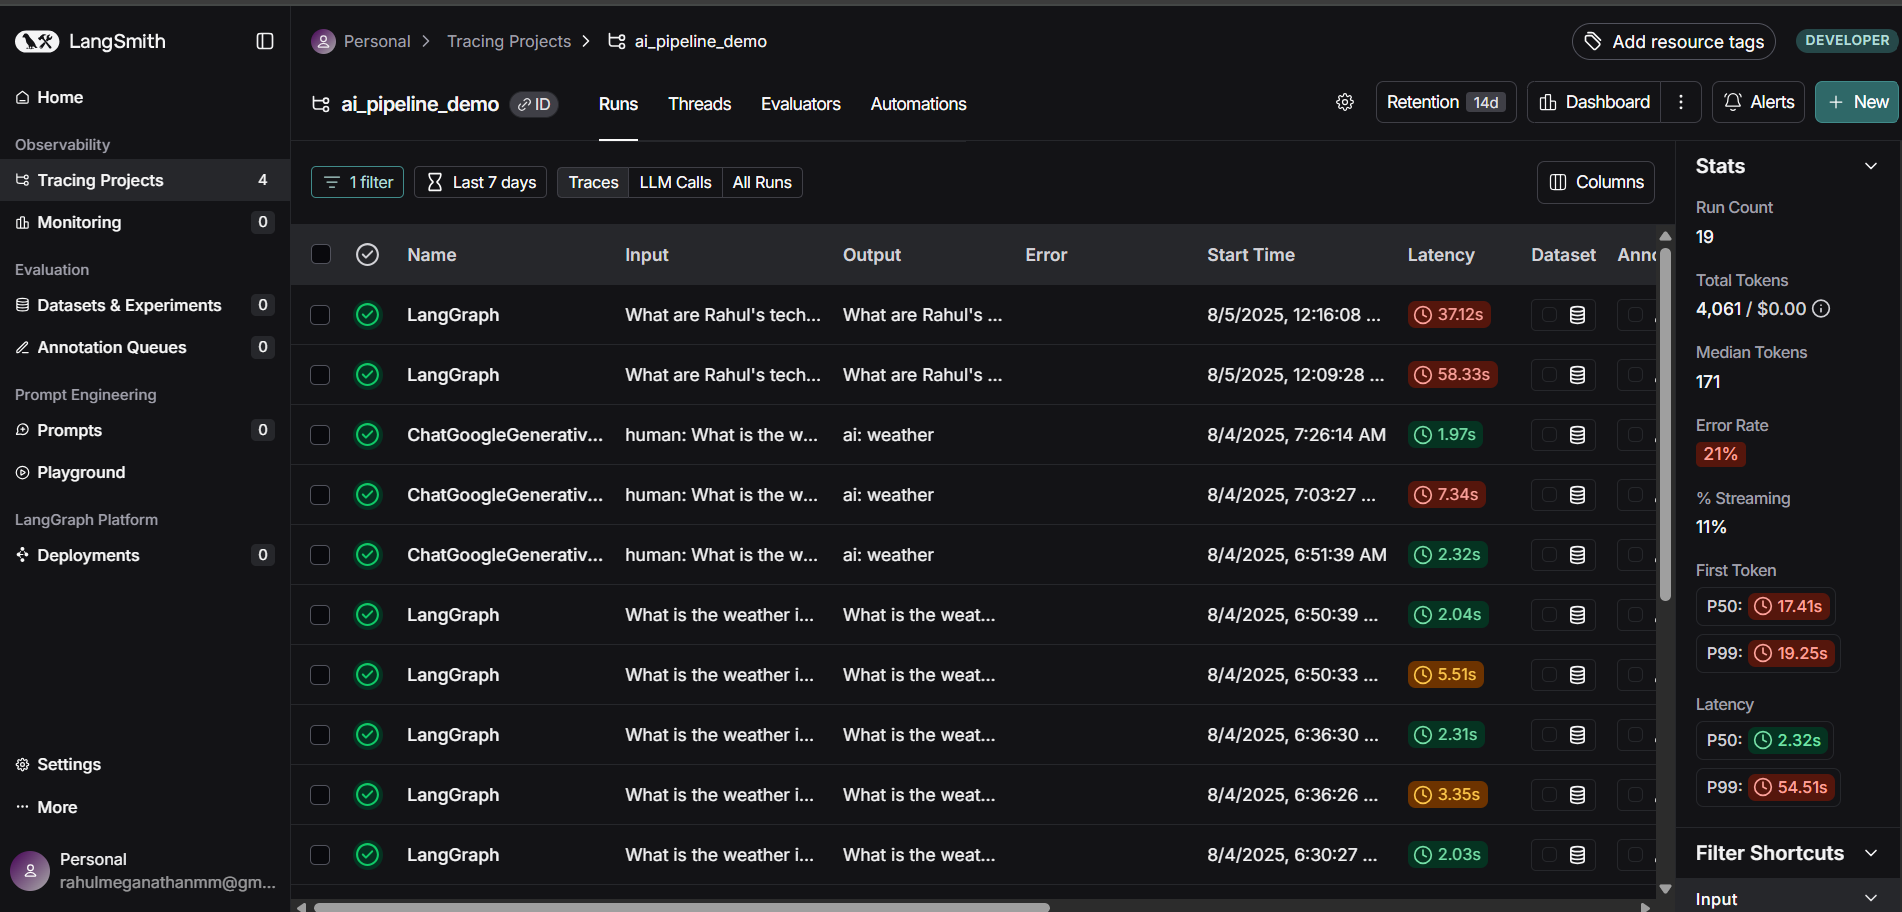 LangSmith
Home
Observability
Tracing Projects 4
Monitoring 0
Evaluation
Datasets & Experiments 0
Annotation Queues 0
Prompt Engineering
Prompts 0
Playground
LangGraph Platform
Deployments 0
Settings
More
Personal
rahulmeganathanmm@gm...
Personal > Tracing Projects > ai_pipeline_demo
Add resource tags
DEVELOPER
ai_pipeline_demo ID Runs Threads Evaluators Automations
Retention 14d Dashboard Alerts + New
1 filter Last 7 days Traces LLM Calls All Runs Columns
Name Input Output Error Start Time Latency Dataset Anno
LangGraph What are Rahul's tech... What are Rahul's ... 8/5/2025, 12:16:08 ... 37.12s
LangGraph What are Rahul's tech... What are Rahul's ... 8/5/2025, 12:09:28 ... 58.33s
ChatGoogleGenerativ... human: What is the w... ai: weather 8/4/2025, 7:26:14 AM 1.97s
ChatGoogleGenerativ... human: What is the w... ai: weather 8/4/2025, 7:03:27 ... 7.34s
ChatGoogleGenerativ... human: What is the w... ai: weather 8/4/2025, 6:51:39 AM 2.32s
LangGraph What is the weather i... What is the weat... 8/4/2025, 6:50:39 ... 2.04s
LangGraph What is the weather i... What is the weat... 8/4/2025, 6:50:33 ... 5.51s
LangGraph What is the weather i... What is the weat... 8/4/2025, 6:36:30 ... 2.31s
LangGraph What is the weather i... What is the weat... 8/4/2025, 6:36:26 ... 3.35s
LangGraph What is the weather i... What is the weat... 8/4/2025, 6:30:27 ... 2.03s
Stats
Run Count
19
Total Tokens
4,061 / $0.00
Median Tokens
171
Error Rate
21%
% Streaming
11%
First Token
P50: 17.41s
P99: 19.25s
Latency
P50: 2.32s
P99: 54.51s
Filter Shortcuts
Input